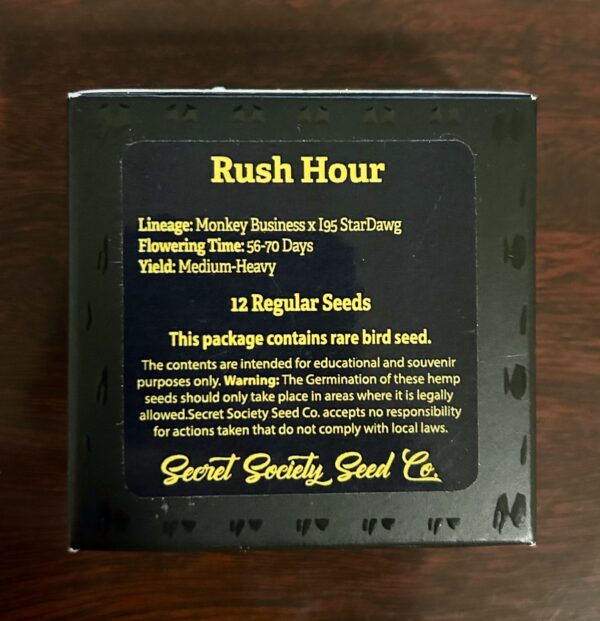 Rush Hour
Lineage: Monkey Business x I95 StarDawg
Flowering Time: 56-70 Days
Yield: Medium-Heavy
12 Regular Seeds
This package contains rare bird seed.
The contents are intended for educational and souvenir
purposes only. Warning: The Germination of these hemp
seeds should only take place in areas where it is legally
allowed.Secret Society Seed Co. accepts no responsibility
for actions taken that do not comply with local laws.
Secret Society Seed Co.